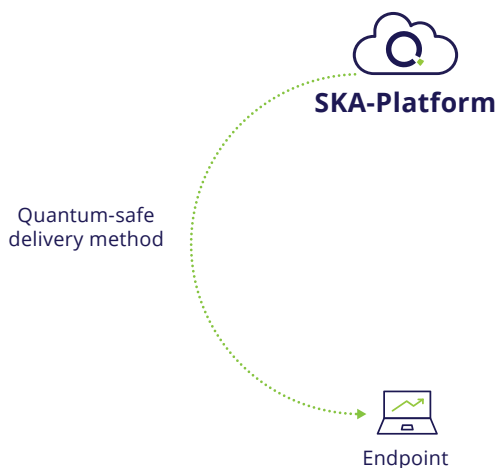 SKA-Platform
Quantum-safe
delivery method
Endpoint